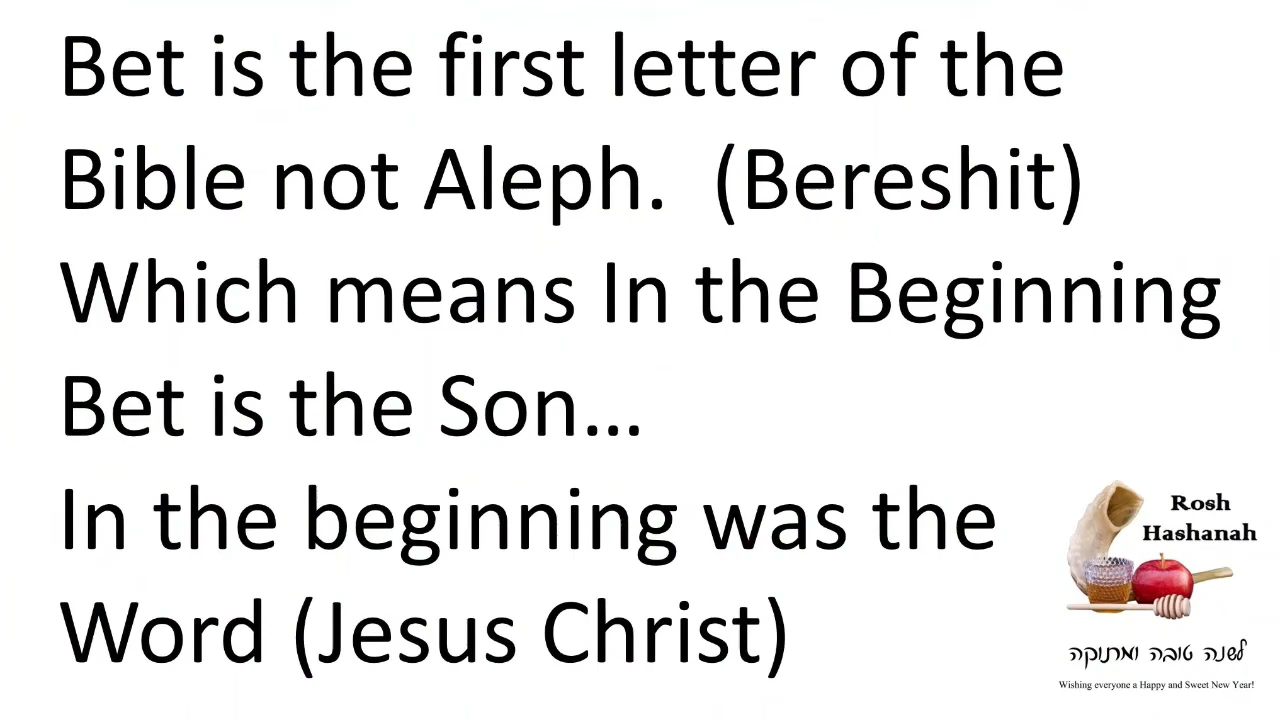 Bet is the first letter of the
Bible not Aleph.  (Bereshit)
Which means In the Beginning
Bet is the Son...
In the beginning was the
Word (Jesus Christ)
Rosh
Hashanah
לשנה טובה ומתוקה
Wishing everyone a Happy and Sweet New Year!